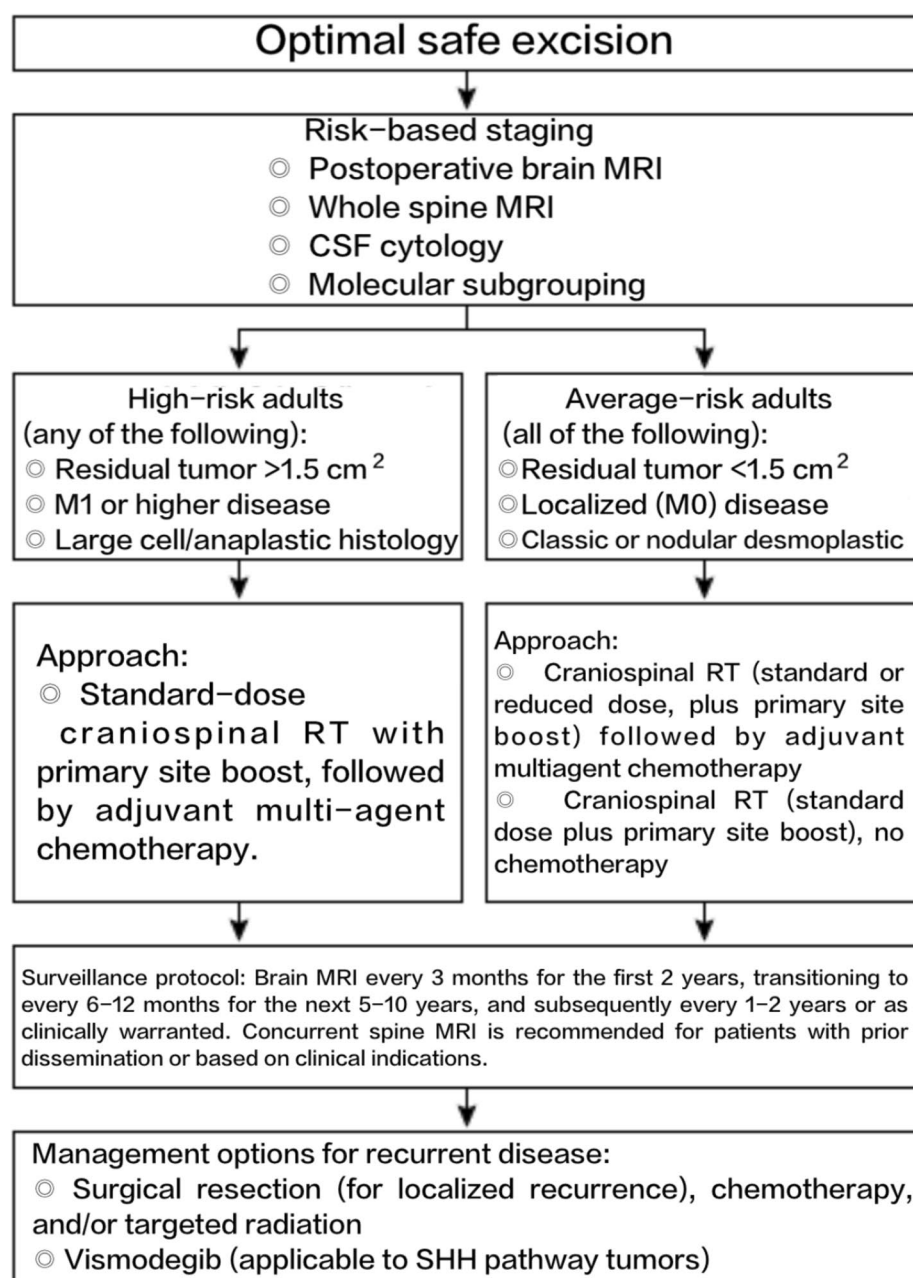 Optimal safe excision
Risk-based staging
◎ Postoperative brain MRI
◎ Whole spine MRI
◎ CSF cytology
◎ Molecular subgrouping
High-risk adults
(any of the following):
◎ Residual tumor >1.5 cm²
◎ M1 or higher disease
◎ Large cell/anaplastic histology
Average-risk adults
(all of the following):
◎ Residual tumor <1.5 cm²
◎ Localized (M0) disease
◎ Classic or nodular desmoplastic
Approach:
◎ Standard-dose
craniospinal RT with
primary site boost, followed
by adjuvant multi-agent
chemotherapy.
Approach:
◎ Craniospinal RT (standard or
reduced dose, plus primary site
boost) followed by adjuvant
multiagent chemotherapy
◎ Craniospinal RT (standard
dose plus primary site boost), no
chemotherapy
Surveillance protocol: Brain MRI every 3 months for the first 2 years, transitioning to
every 6-12 months for the next 5-10 years, and subsequently every 1-2 years or as
clinically warranted. Concurrent spine MRI is recommended for patients with prior
dissemination or based on clinical indications.
Management options for recurrent disease:
◎ Surgical resection (for localized recurrence), chemotherapy,
and/or targeted radiation
◎ Vismodegib (applicable to SHH pathway tumors)